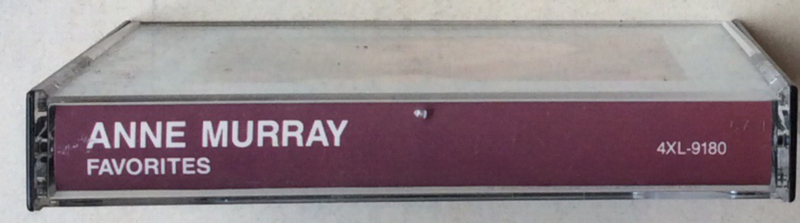 ANNE MURRAY
FAVORITES
4XL-9180